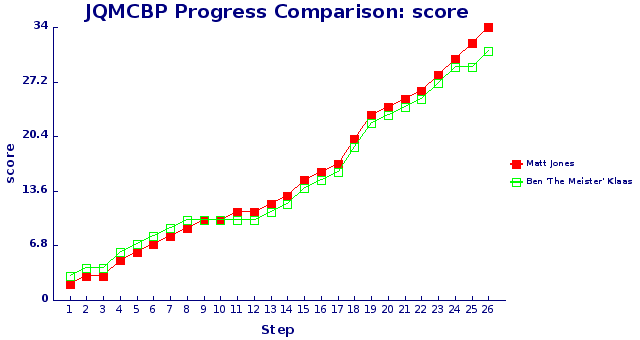 JQMCBP Progress Comparison: score
34
27.2
20.4
13.6
6.8
0
score
1 2 3 4 5 6 7 8 9 10 11 12 13 14 15 16 17 18 19 20 21 22 23 24 25 26
Step
Matt Jones
Ben 'The Meister' Klaas